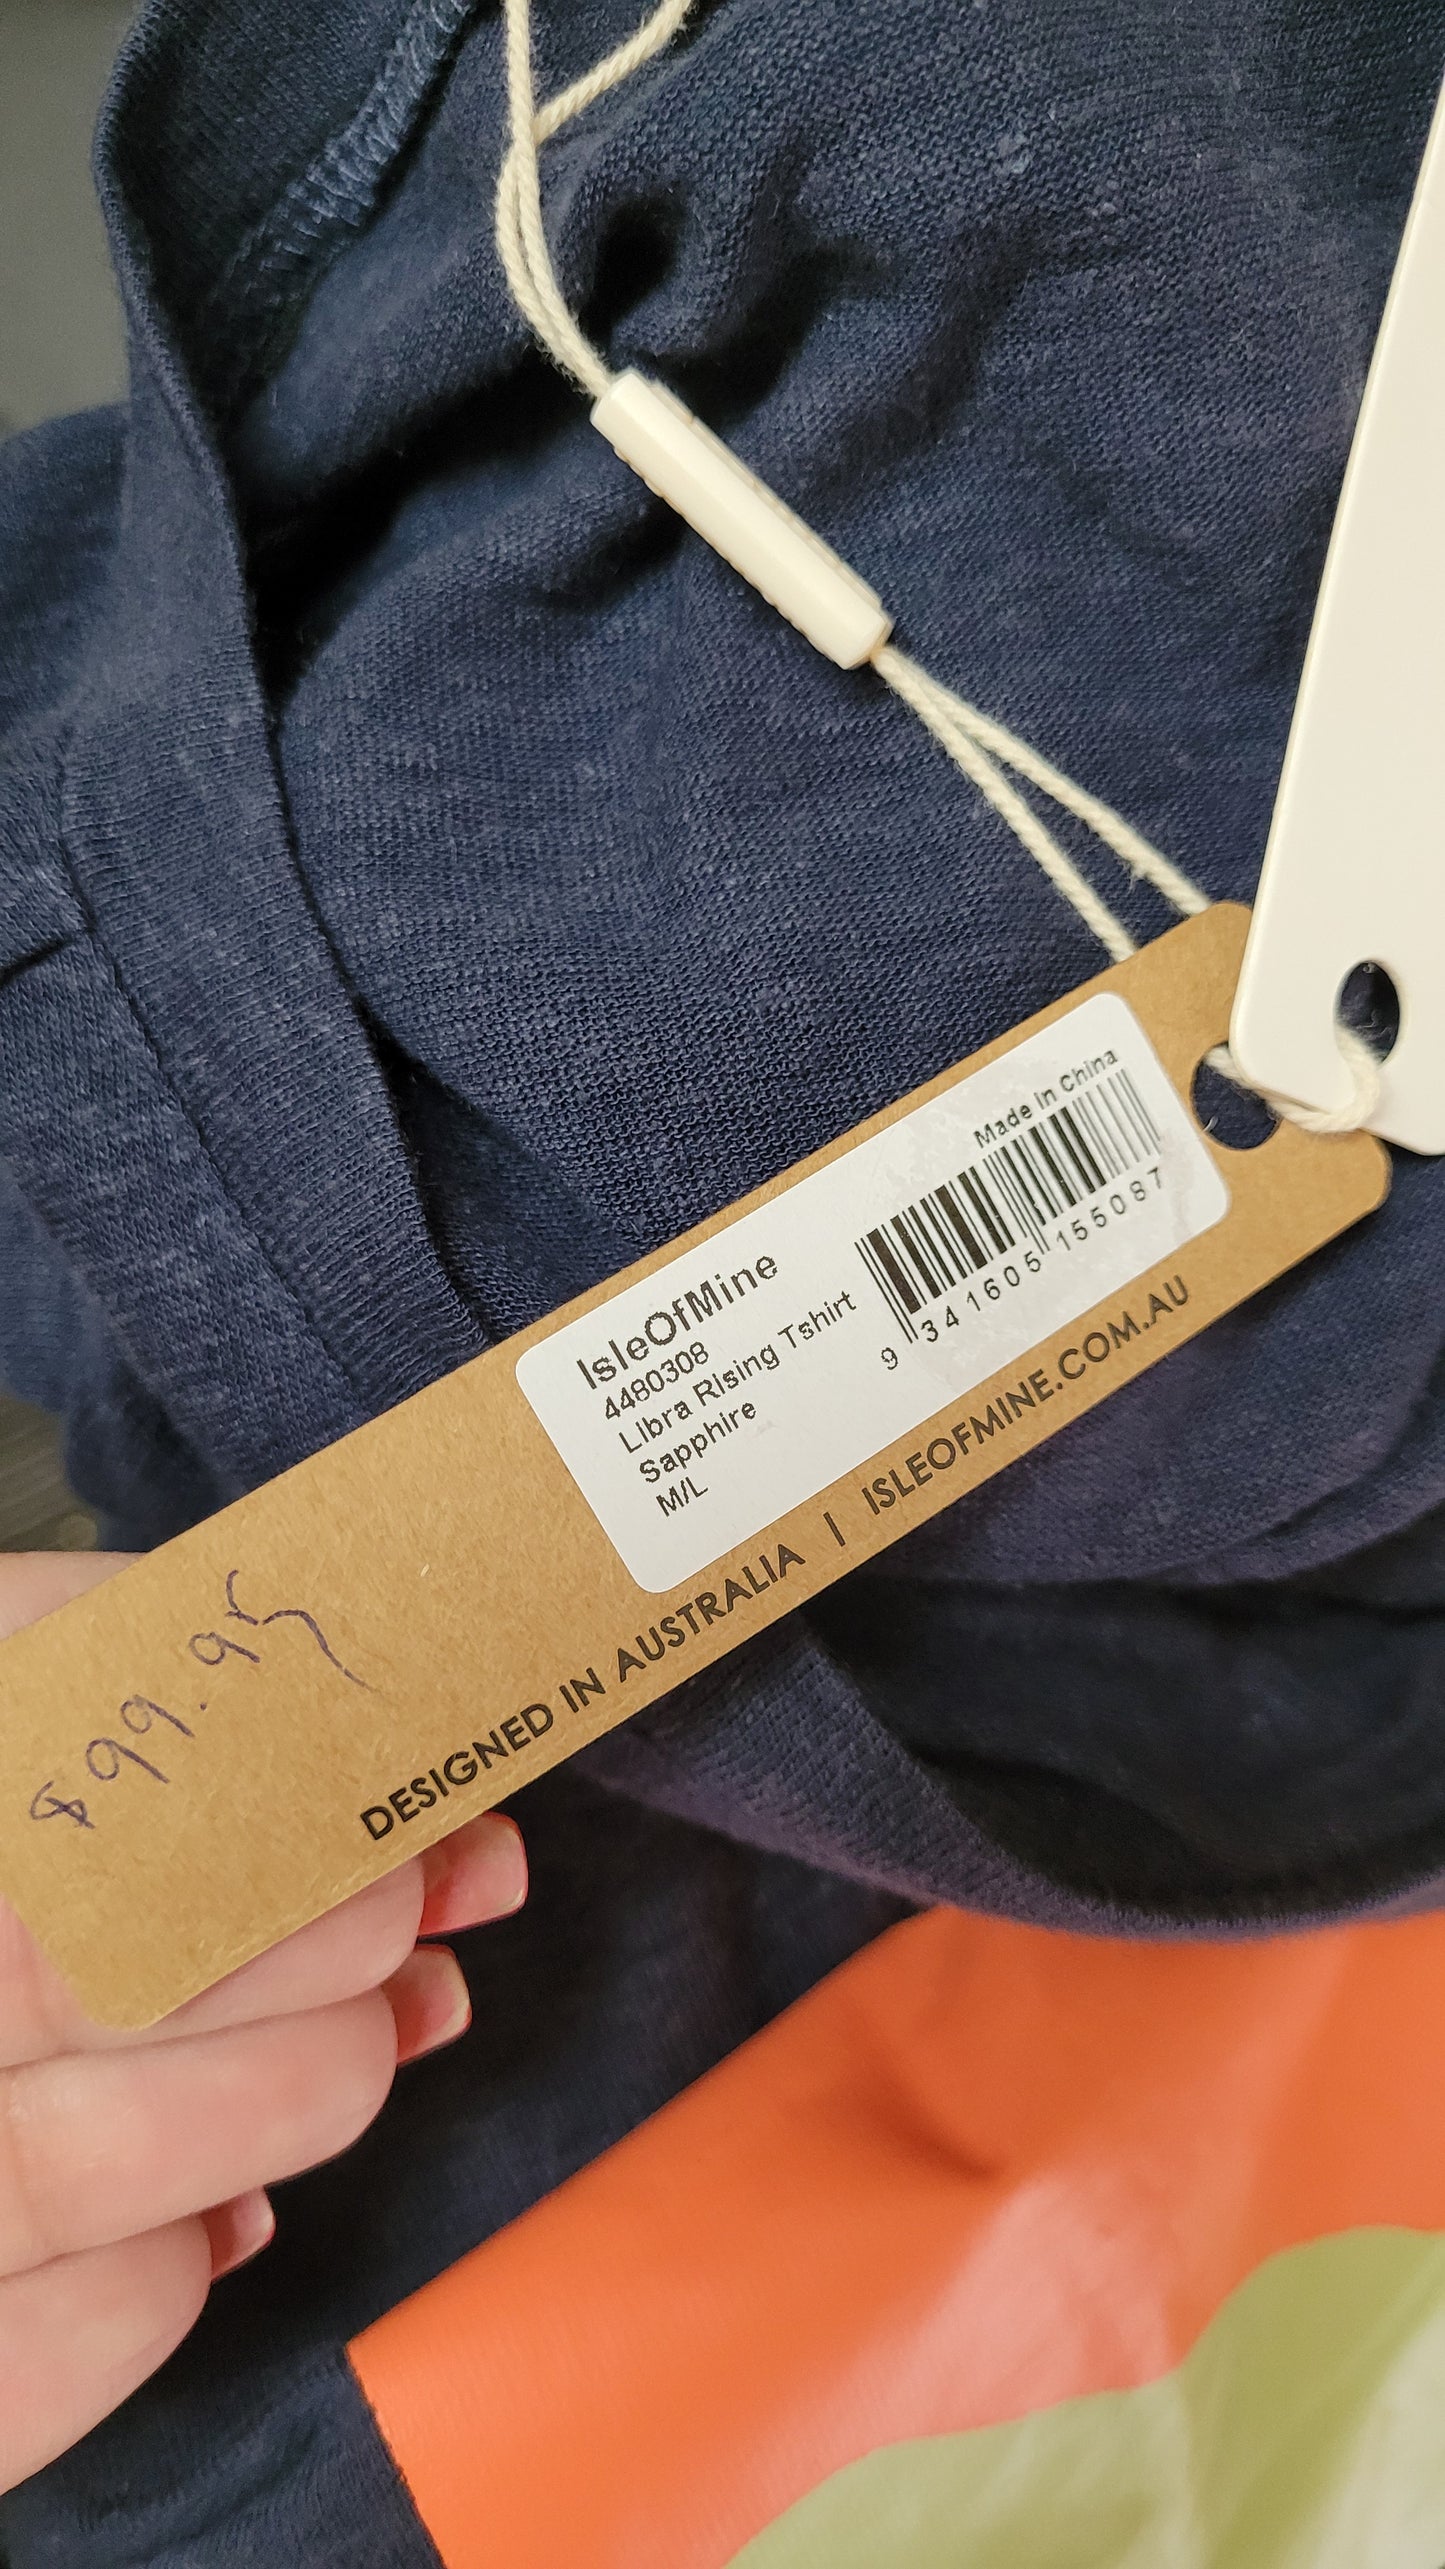 Made in China
IsleOfMine
4480308
Libra Rising Tshirt
Sapphire
M/L
9 341605 155087
DESIGNED IN AUSTRALIA | ISLEOFMINE.COM.AU
$99.95